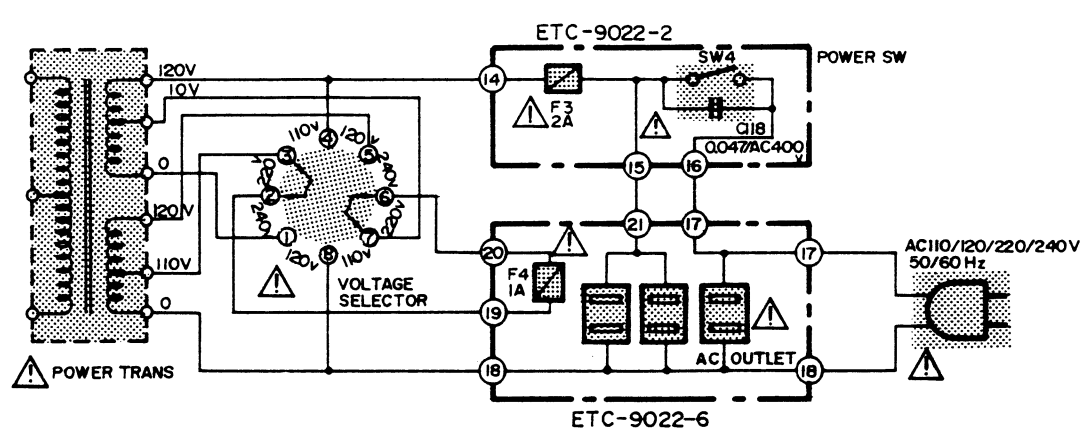 ETC-9022-2
SW4
POWER SW
120V
10V
14
F3
2A
C118
0.047/AC400
V
0
110V
4
120V
5
3
220V
240V
2
6
240V
220V
1
7
120V
8
110V
15
16
120V
21
17
20
17
AC110/120/220/240V
50/60Hz
110V
VOLTAGE
SELECTOR
F4
1A
19
0
18
AC OUTLET
18
POWER TRANS
ETC-9022-6